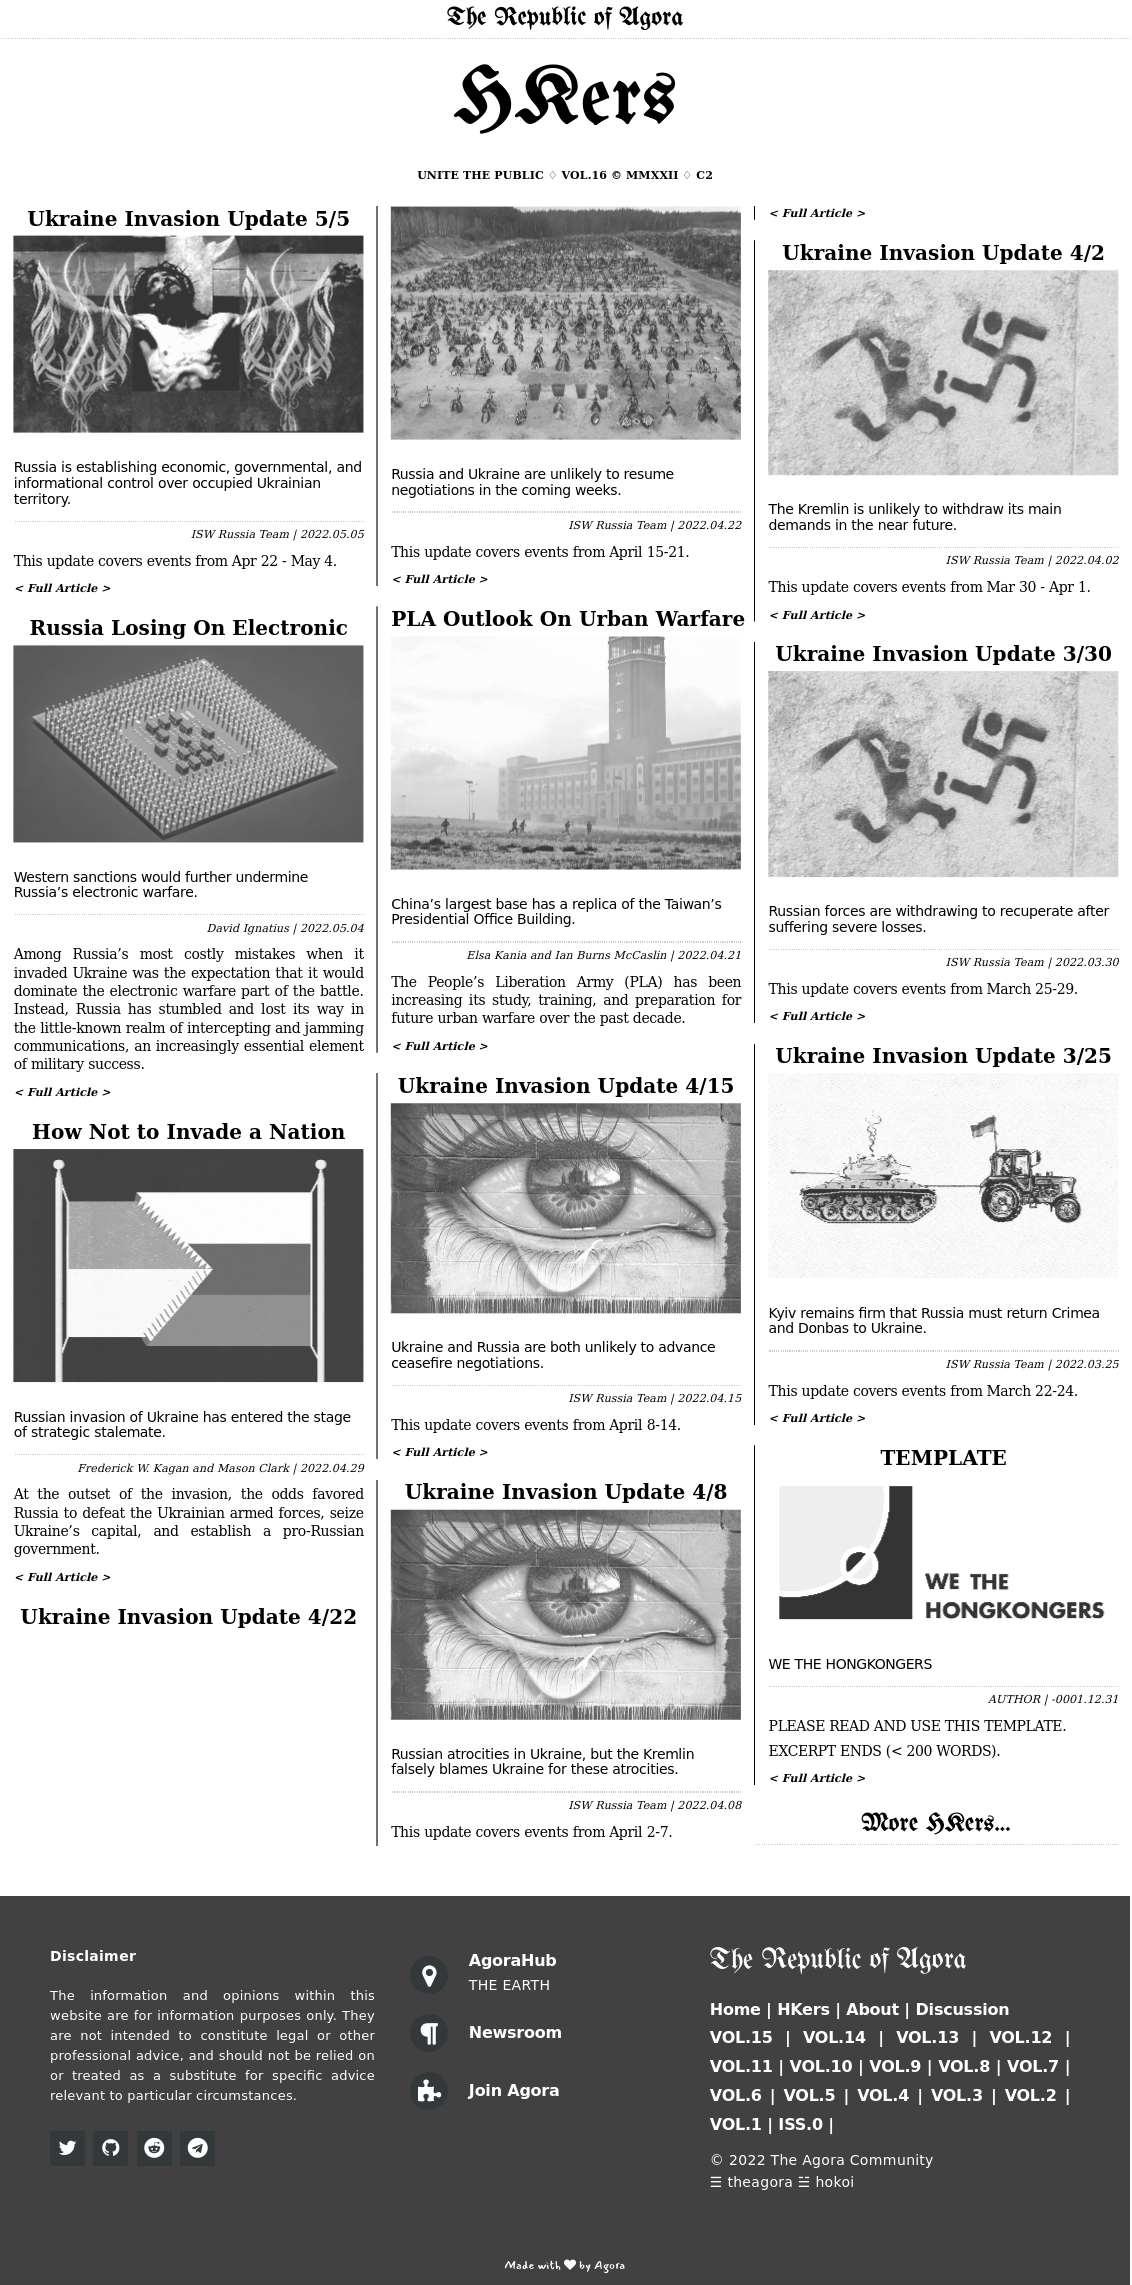 The Republic of Agora
HKers
UNITE THE PUBLIC ♢ VOL.16 © MMXXII ♢ C2
Ukraine Invasion Update 5/5
Russia is establishing economic, governmental, and
informational control over occupied Ukrainian
territory.
ISW Russia Team | 2022.05.05
This update covers events from Apr 22 - May 4.
< Full Article >
Russia Losing On Electronic
Western sanctions would further undermine
Russia’s electronic warfare.
David Ignatius | 2022.05.04
Among Russia’s most costly mistakes when it
invaded Ukraine was the expectation that it would
dominate the electronic warfare part of the battle.
Instead, Russia has stumbled and lost its way in
the little-known realm of intercepting and jamming
communications, an increasingly essential element
of military success.
< Full Article >
How Not to Invade a Nation
Russian invasion of Ukraine has entered the stage
of strategic stalemate.
Frederick W. Kagan and Mason Clark | 2022.04.29
At the outset of the invasion, the odds favored
Russia to defeat the Ukrainian armed forces, seize
Ukraine’s capital, and establish a pro-Russian
government.
< Full Article >
Ukraine Invasion Update 4/22
Russia and Ukraine are unlikely to resume
negotiations in the coming weeks.
ISW Russia Team | 2022.04.22
This update covers events from April 15-21.
< Full Article >
PLA Outlook On Urban Warfare
China’s largest base has a replica of the Taiwan’s
Presidential Office Building.
Elsa Kania and Ian Burns McCaslin | 2022.04.21
The People’s Liberation Army (PLA) has been
increasing its study, training, and preparation for
future urban warfare over the past decade.
< Full Article >
Ukraine Invasion Update 4/15
Ukraine and Russia are both unlikely to advance
ceasefire negotiations.
ISW Russia Team | 2022.04.15
This update covers events from April 8-14.
< Full Article >
Ukraine Invasion Update 4/8
Russian atrocities in Ukraine, but the Kremlin
falsely blames Ukraine for these atrocities.
ISW Russia Team | 2022.04.08
This update covers events from April 2-7.
< Full Article >
Ukraine Invasion Update 4/2
The Kremlin is unlikely to withdraw its main
demands in the near future.
ISW Russia Team | 2022.04.02
This update covers events from Mar 30 - Apr 1.
< Full Article >
Ukraine Invasion Update 3/30
Russian forces are withdrawing to recuperate after
suffering severe losses.
ISW Russia Team | 2022.03.30
This update covers events from March 25-29.
< Full Article >
Ukraine Invasion Update 3/25
Kyiv remains firm that Russia must return Crimea
and Donbas to Ukraine.
ISW Russia Team | 2022.03.25
This update covers events from March 22-24.
< Full Article >
TEMPLATE
WE THE
HONGKONGERS
WE THE HONGKONGERS
AUTHOR | -0001.12.31
PLEASE READ AND USE THIS TEMPLATE.
EXCERPT ENDS (< 200 WORDS).
< Full Article >
More HKers...
Disclaimer
The information and opinions within this
website are for information purposes only. They
are not intended to constitute legal or other
professional advice, and should not be relied on
or treated as a substitute for specific advice
relevant to particular circumstances.
AgoraHub
THE EARTH
Newsroom
Join Agora
The Republic of Agora
Home | HKers | About | Discussion
VOL.15 | VOL.14 | VOL.13 | VOL.12 |
VOL.11 | VOL.10 | VOL.9 | VOL.8 | VOL.7 |
VOL.6 | VOL.5 | VOL.4 | VOL.3 | VOL.2 |
VOL.1 | ISS.0 |
© 2022 The Agora Community
☰ theagora ☱ hokoi
Made with ♥ by Agora